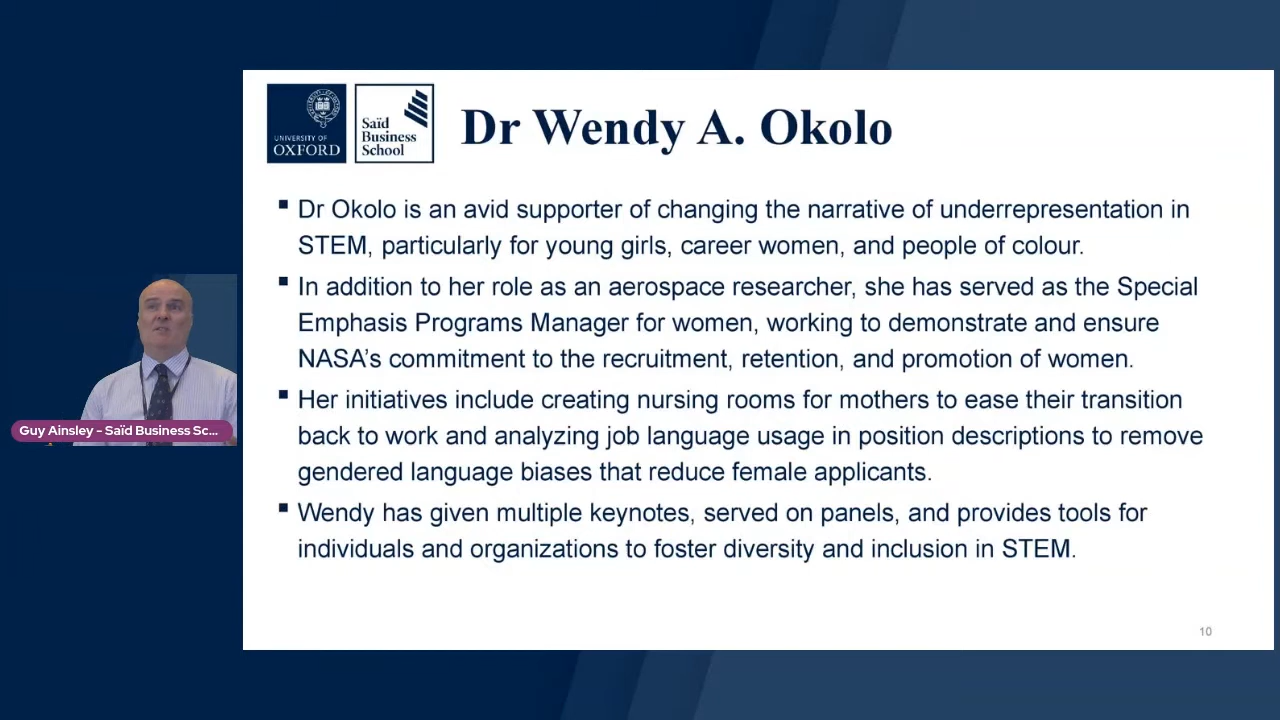 UNIVERSITY OF
OXFORD
Saïd
Business
School
Dr Wendy A. Okolo
Dr Okolo is an avid supporter of changing the narrative of underrepresentation in
STEM, particularly for young girls, career women, and people of colour.
In addition to her role as an aerospace researcher, she has served as the Special
Emphasis Programs Manager for women, working to demonstrate and ensure
NASA's commitment to the recruitment, retention, and promotion of women.
Her initiatives include creating nursing rooms for mothers to ease their transition
back to work and analyzing job language usage in position descriptions to remove
gendered language biases that reduce female applicants.
Wendy has given multiple keynotes, served on panels, and provides tools for
individuals and organizations to foster diversity and inclusion in STEM.
Guy Ainsley - Saïd Business Sc...
10